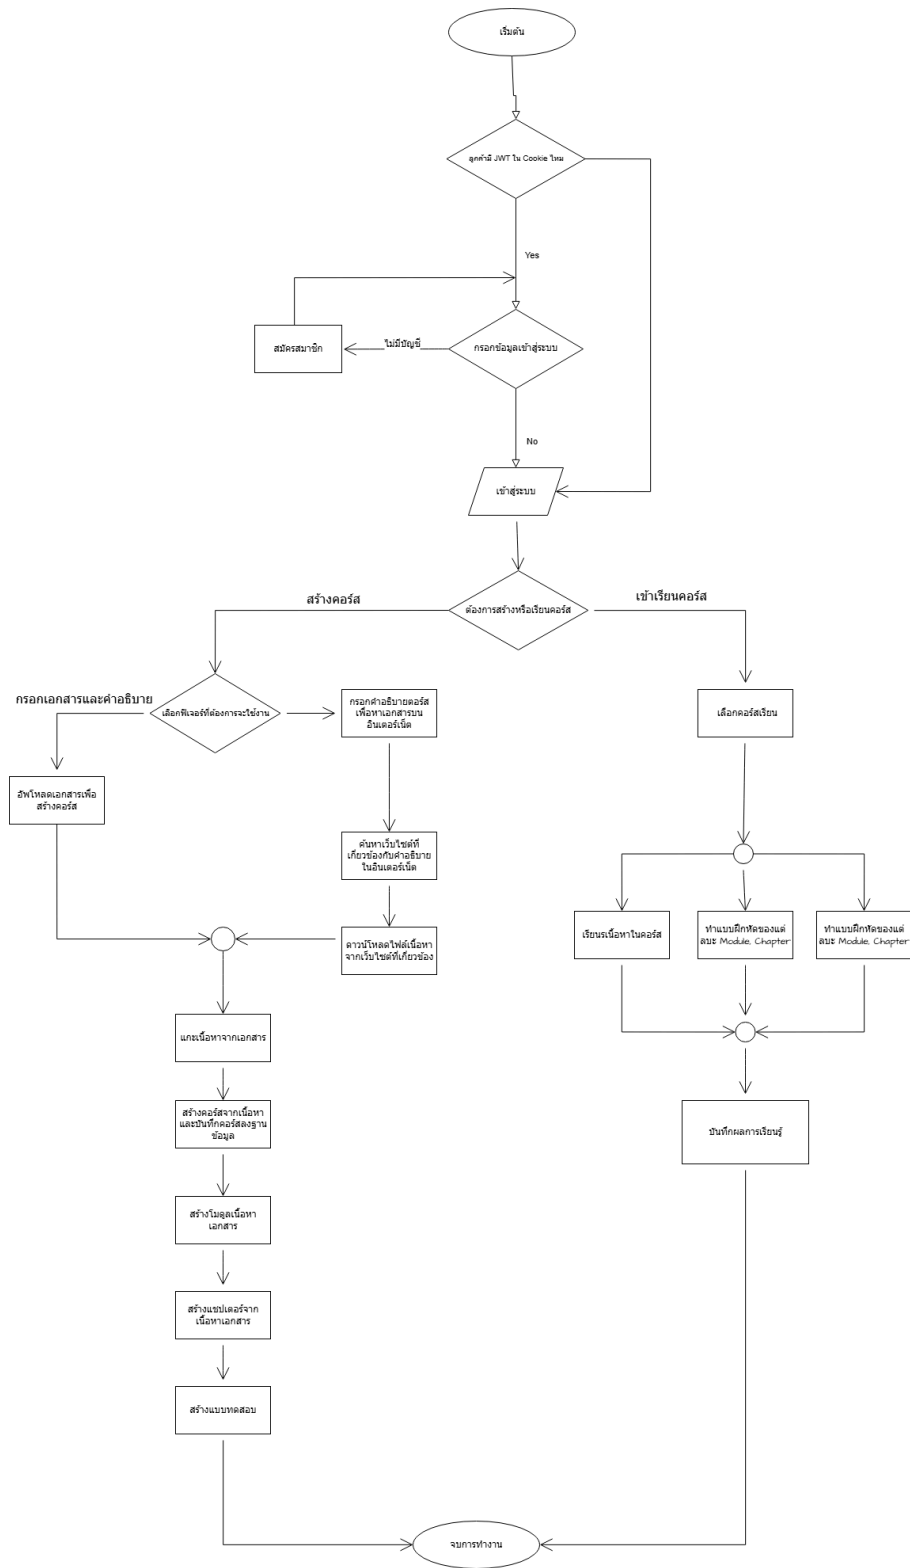 เริ่มต้น
ลูกค้ามี JWT ใน Cookie ไหม
Yes
สมัครสมาชิก
ไม่มีบัญชี
กรอกข้อมูลเข้าสู่ระบบ
No
เข้าสู่ระบบ
สร้างคอร์ส
ต้องการสร้างหรือเรียนคอร์ส
เข้าเรียนคอร์ส
กรอกเอกสารและคำอธิบาย
เลือกฟีเจอร์ที่ต้องการจะใช้งาน
กรอกคำอธิบายคอร์ส
เพื่อหาเอกสารบน
อินเตอร์เน็ต
เลือกคอร์สเรียน
อัพโหลดเอกสารเพื่อ
สร้างคอร์ส
ค้นหาเว็บไซต์ที่
เกี่ยวข้องกับคำอธิบาย
ในอินเตอร์เน็ต
ดาวน์โหลดไฟล์เนื้อหา
จากเว็บไซต์ที่เกี่ยวข้อง
เรียนรเนื้อหาในคอร์ส
ทำแบบฝึกหัดของแต่
ลบะ Module, Chapter
ทำแบบฝึกหัดของแต่
ลบะ Module, Chapter
แกะเนื้อหาจากเอกสาร
สร้างคอร์สจากเนื้อหา
และบันทึกคอร์สลงฐาน
ข้อมูล
บันทึกผลการเรียนรู้
สร้างโมดูลเนื้อหา
เอกสาร
สร้างแชปเตอร์จาก
เนื้อหาเอกสาร
สร้างแบบทดสอบ
จบการทำงาน